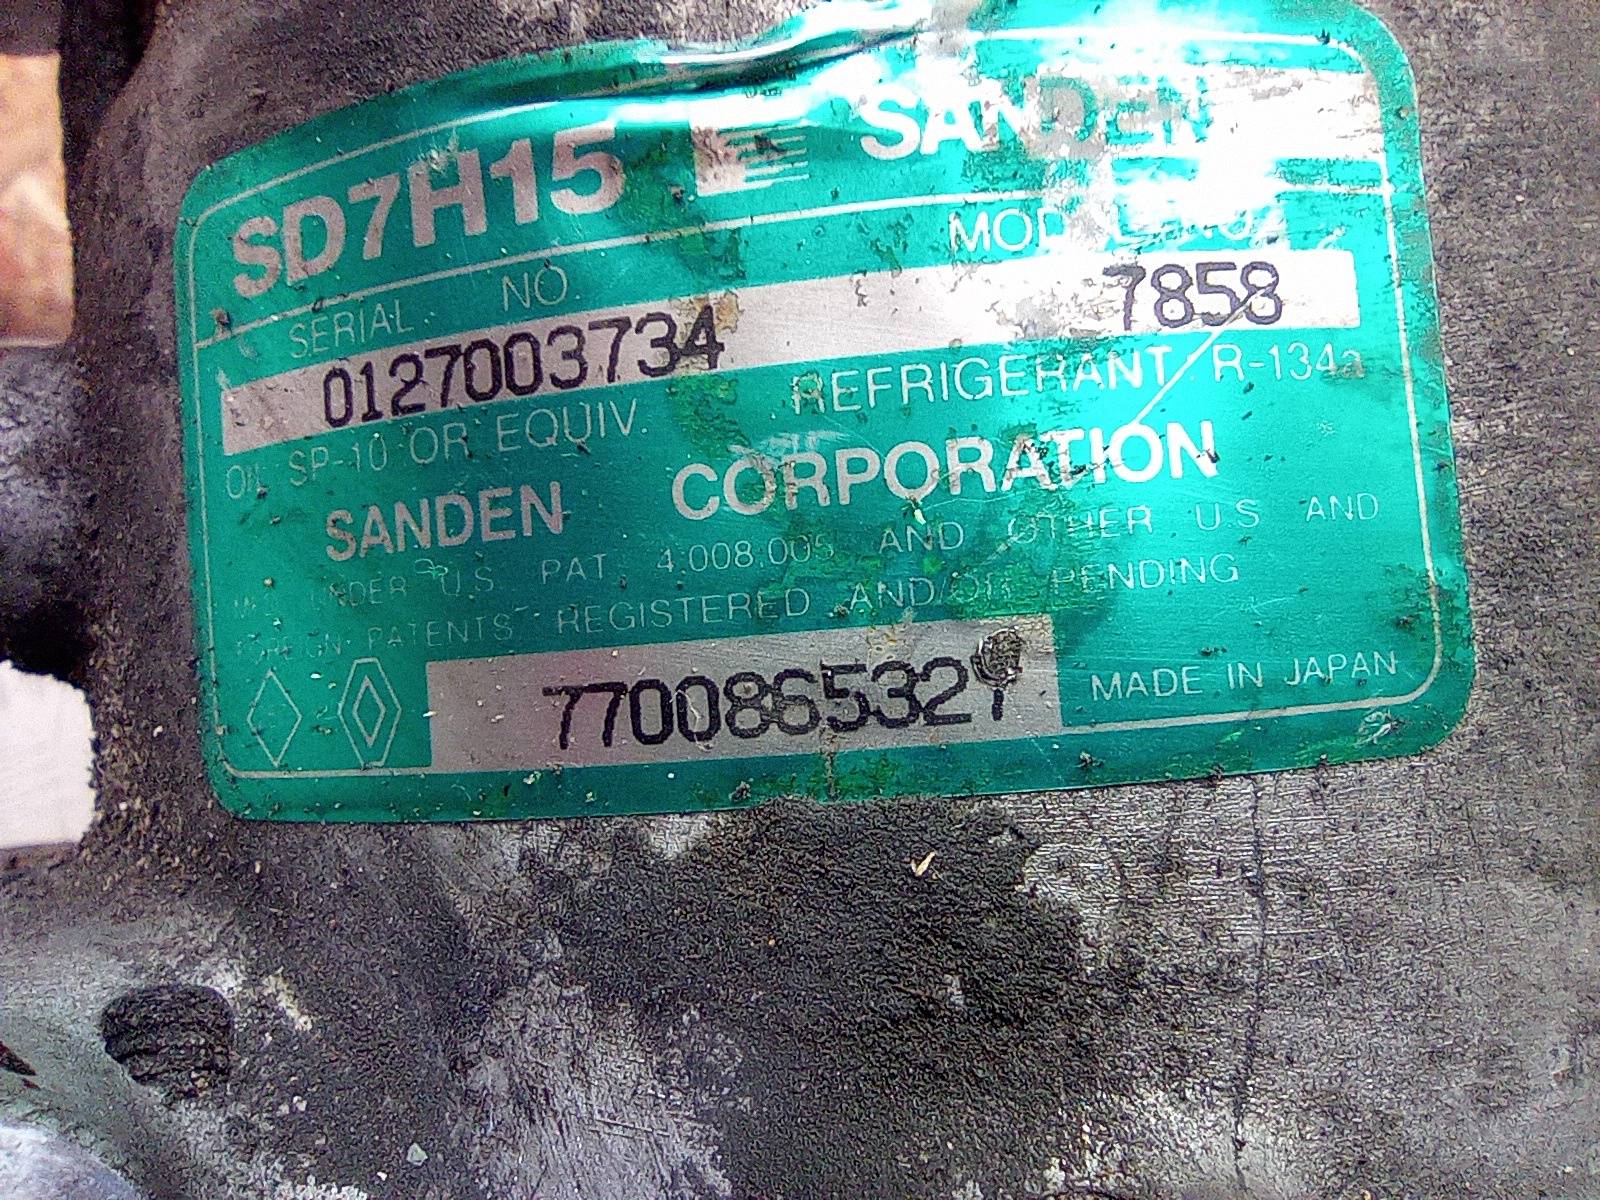 SD7H15 SANDEN
SERIAL NO. MODEL NO.
0127003734 7858
OIL SP-10 OR EQUIV. REFRIGERANT R-134a
SANDEN CORPORATION
UNDER U.S PAT 4.008.005 AND OTHER U.S AND
FOREIGN PATENTS REGISTERED AND/OR PENDING
MADE IN JAPAN